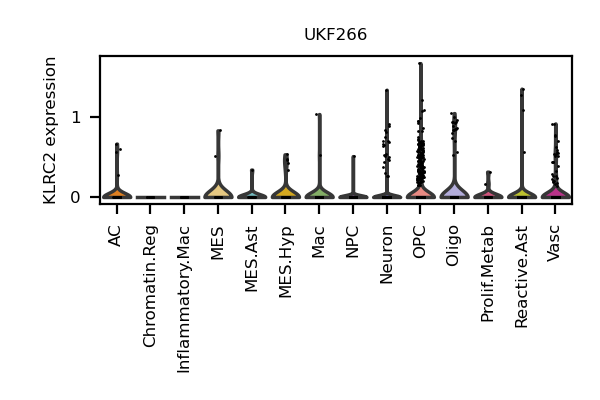 UKF266
KLRC2 expression
1
0
AC
Chromatin.Reg
Inflammatory.Mac
MES
MES.Ast
MES.Hyp
Mac
NPC
Neuron
OPC
Oligo
Prolif.Metab
Reactive.Ast
Vasc